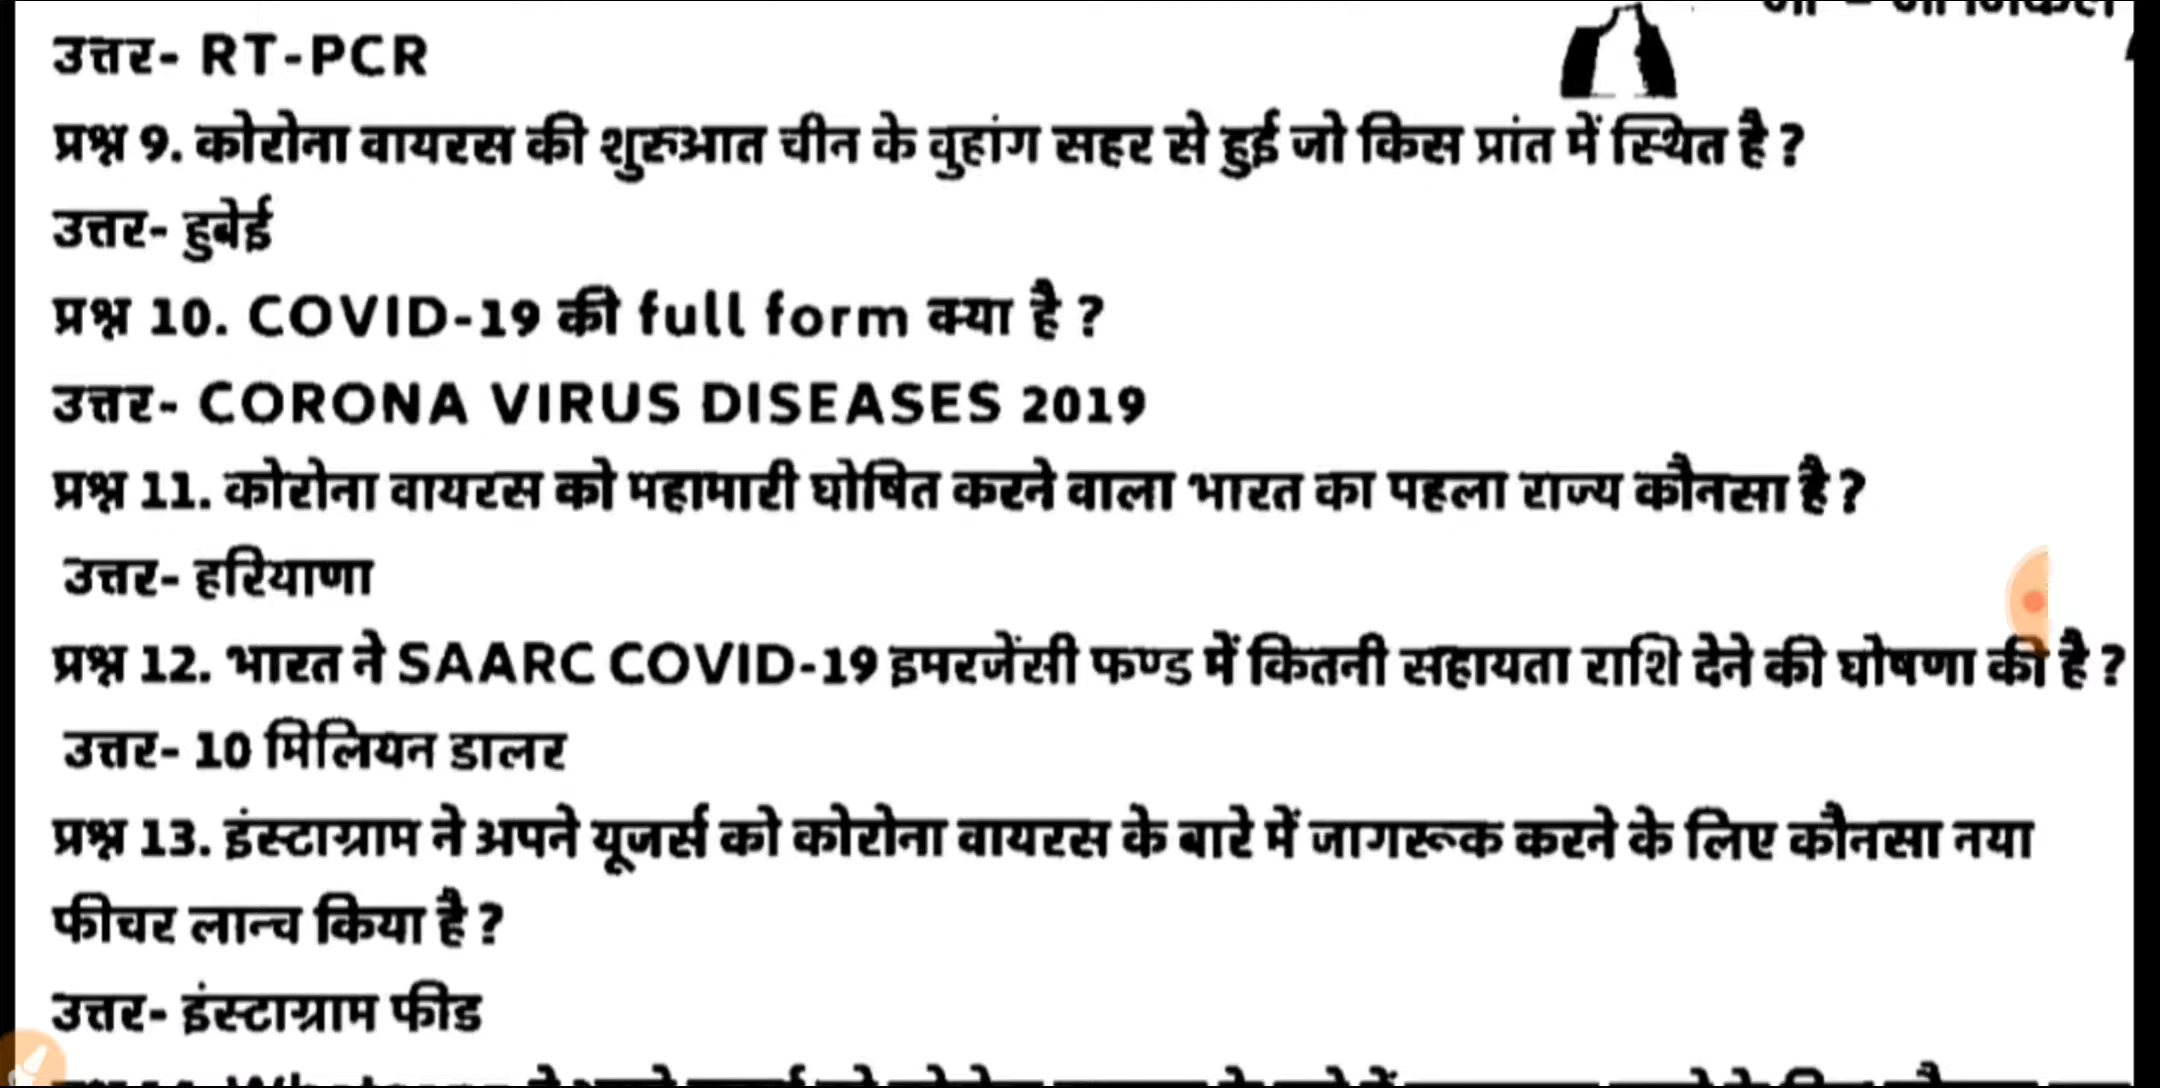 उत्तर- RT-PCR
प्रश्न 9. कोरोना वायरस की शुरुआत चीन के वुहांग सहर से हुई जो किस प्रांत में स्थित है ?
उत्तर- हुबेई
प्रश्न 10. COVID-19 की full form क्या है ?
उत्तर- CORONA VIRUS DISEASES 2019
प्रश्न 11. कोरोना वायरस को महामारी घोषित करने वाला भारत का पहला राज्य कौनसा है ?
उत्तर- हरियाणा
प्रश्न 12. भारत ने SAARC COVID-19 इमरजेंसी फण्ड में कितनी सहायता राशि देने की घोषणा की है ?
उत्तर- 10 मिलियन डालर
प्रश्न 13. इंस्टाग्राम ने अपने यूजर्स को कोरोना वायरस के बारे में जागरूक करने के लिए कौनसा नया
फीचर लान्च किया है ?
उत्तर- इंस्टाग्राम फीड